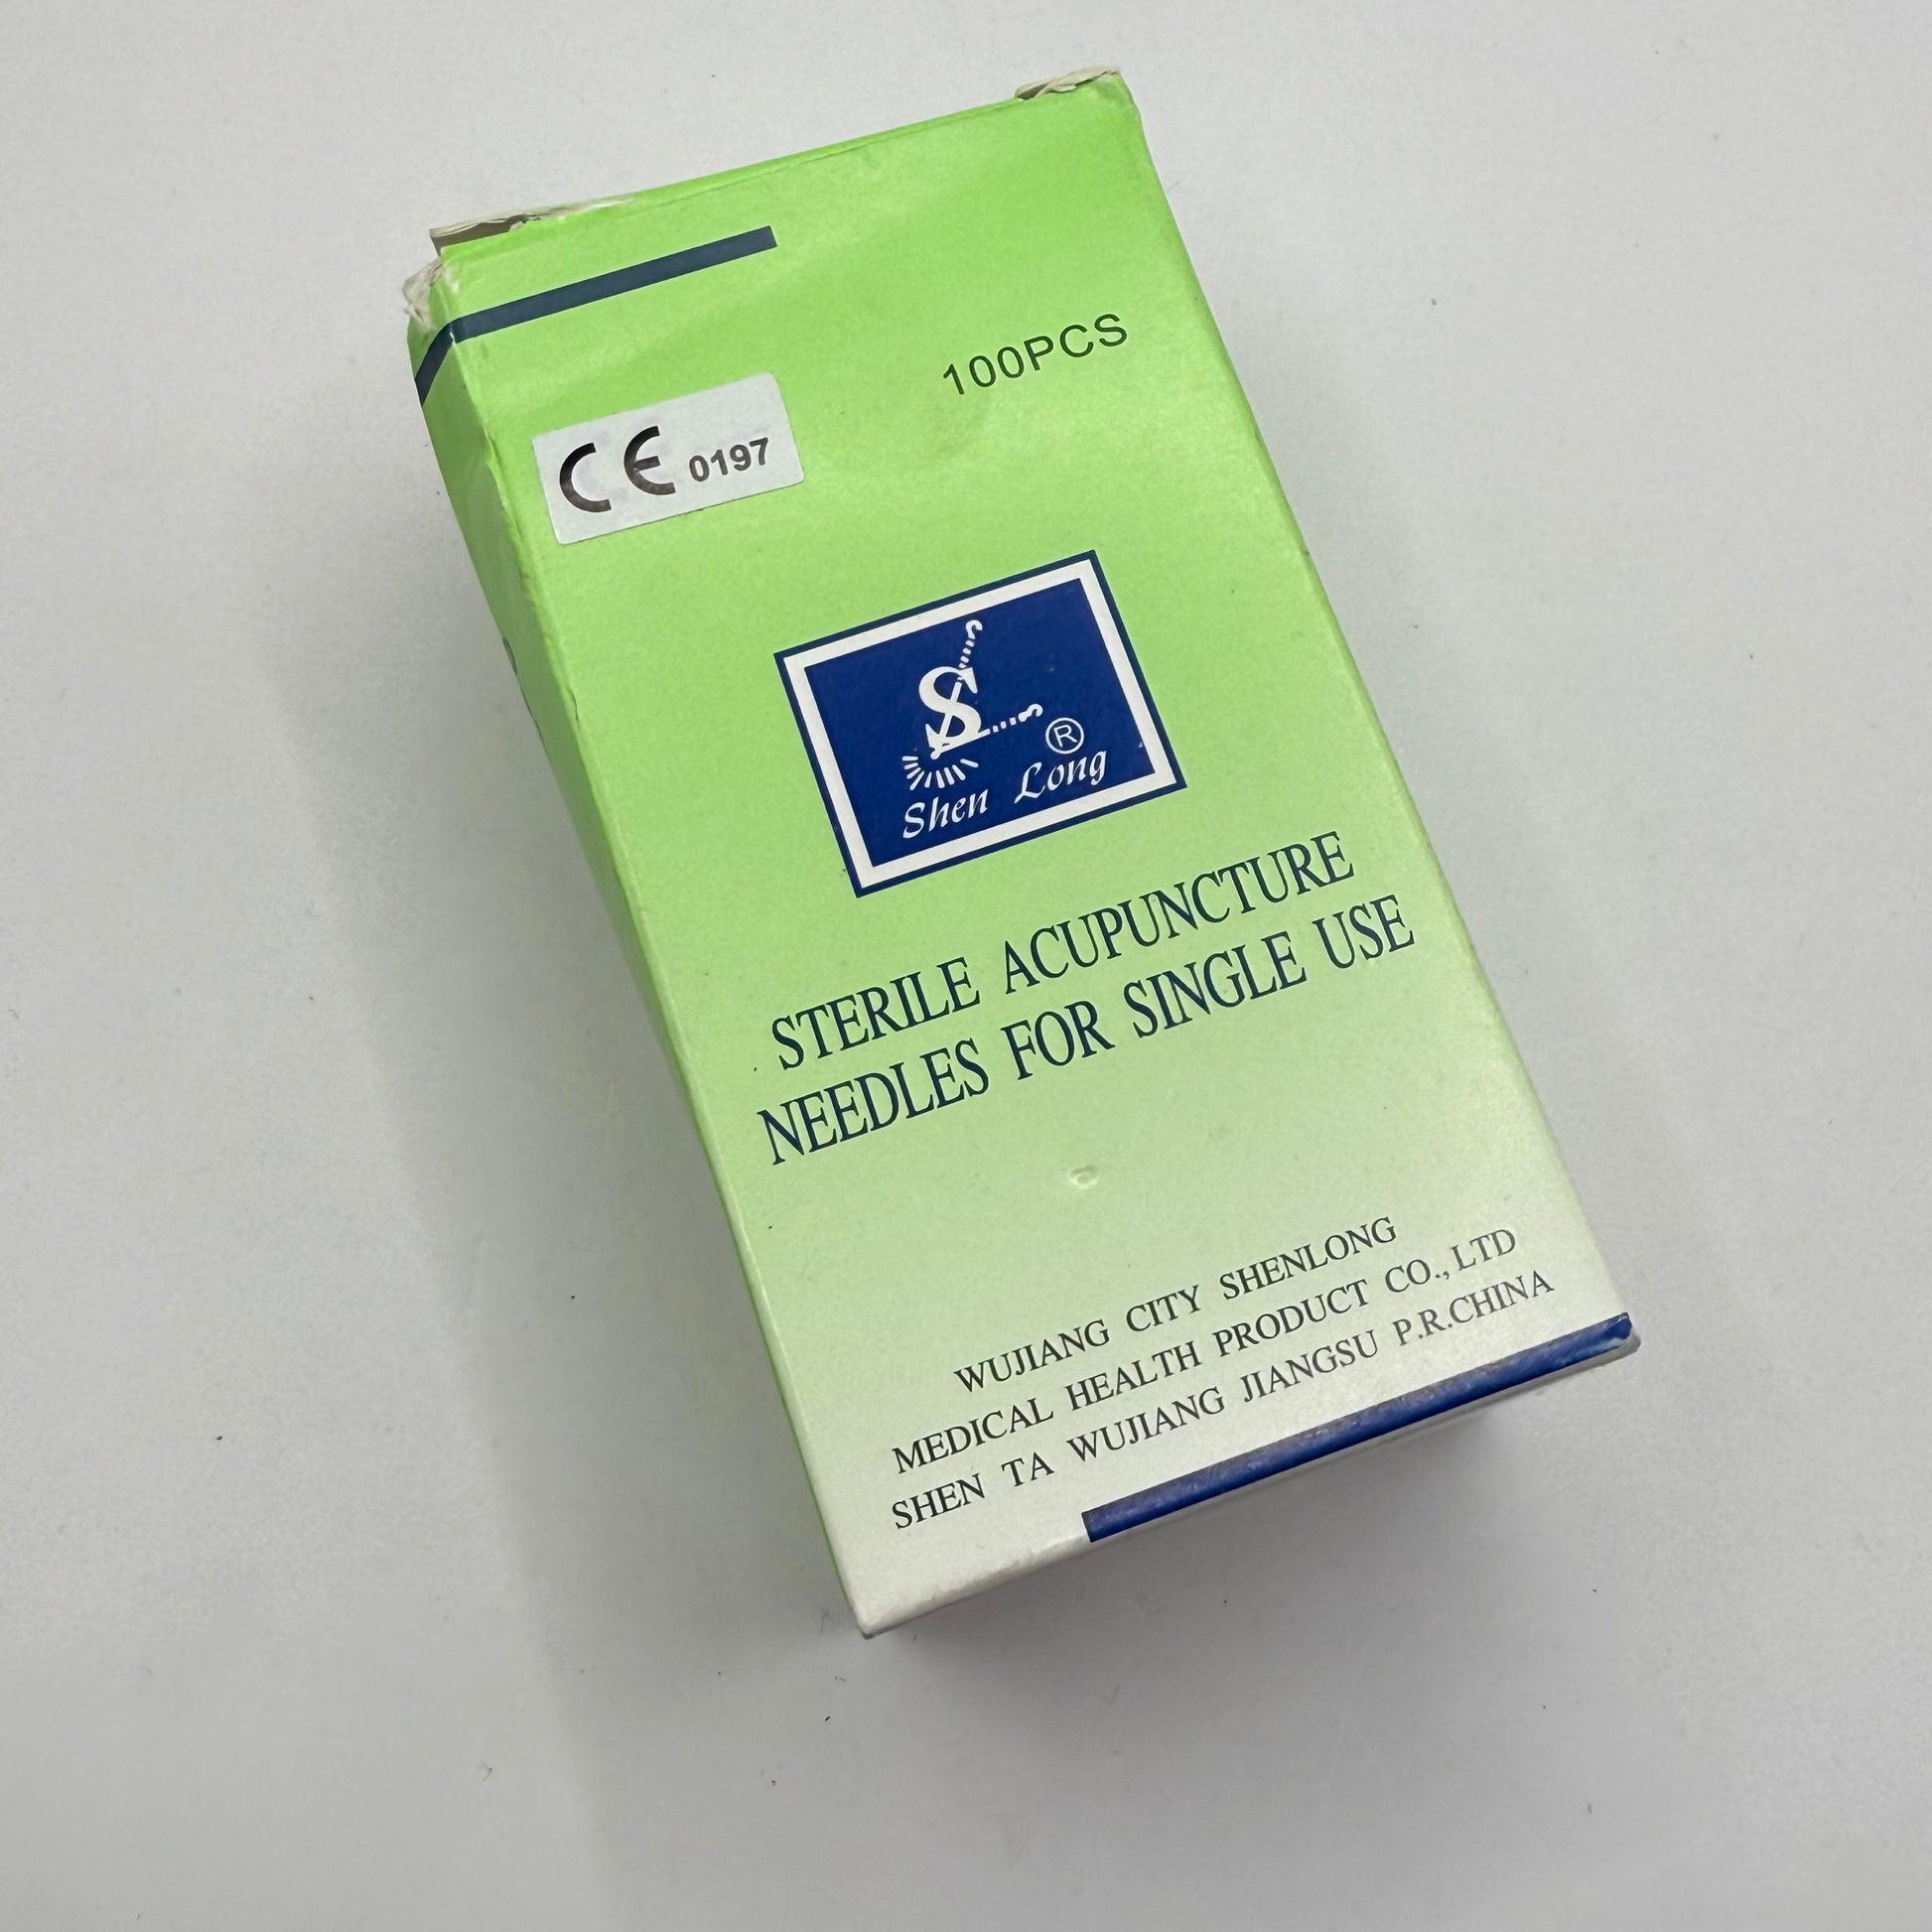 100PCS
CE 0197
S
®
Shen Long
STERILE ACUPUNCTURE
NEEDLES FOR SINGLE USE
WUJIANG CITY SHENLONG
MEDICAL HEALTH PRODUCT CO., LTD
SHEN TA WUJIANG JIANGSU P.R.CHINA